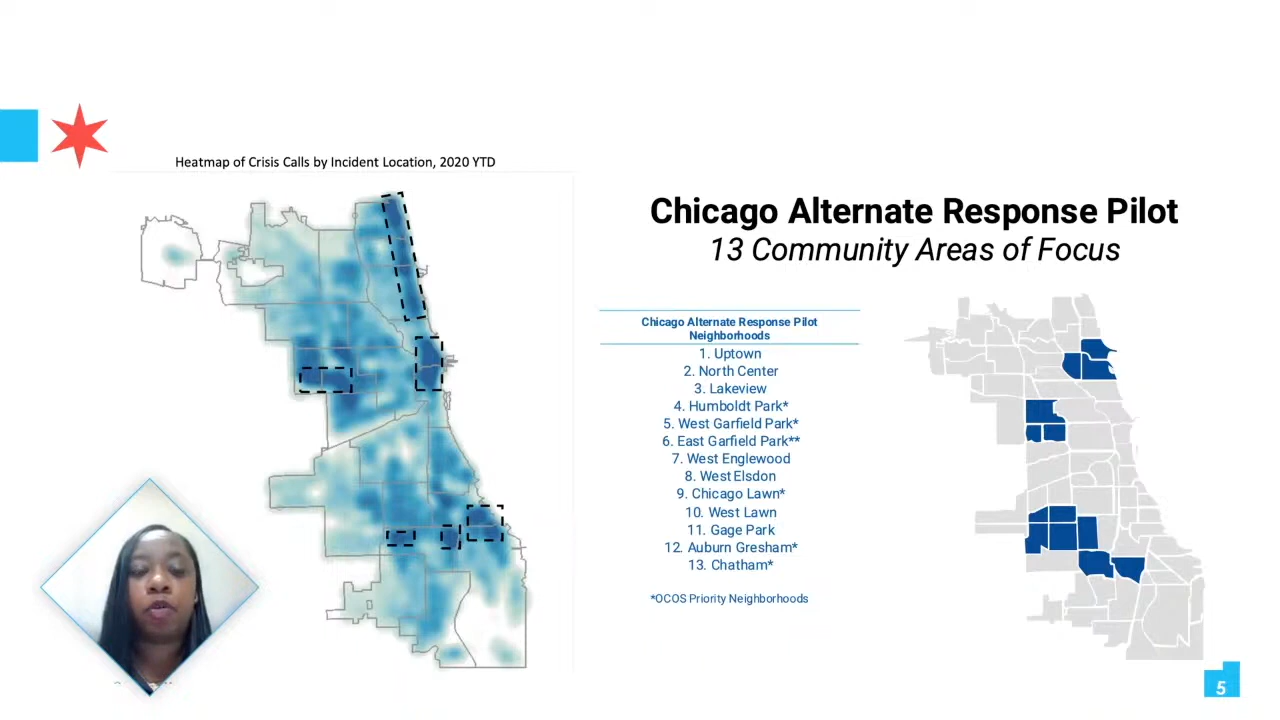 Heatmap of Crisis Calls by Incident Location, 2020 YTD
Chicago Alternate Response Pilot
13 Community Areas of Focus
Chicago Alternate Response Pilot
Neighborhoods
1. Uptown
2. North Center
3. Lakeview
4. Humboldt Park*
5. West Garfield Park*
6. East Garfield Park**
7. West Englewood
8. West Elsdon
9. Chicago Lawn*
10. West Lawn
11. Gage Park
12. Auburn Gresham*
13. Chatham*
*OCOS Priority Neighborhoods
5